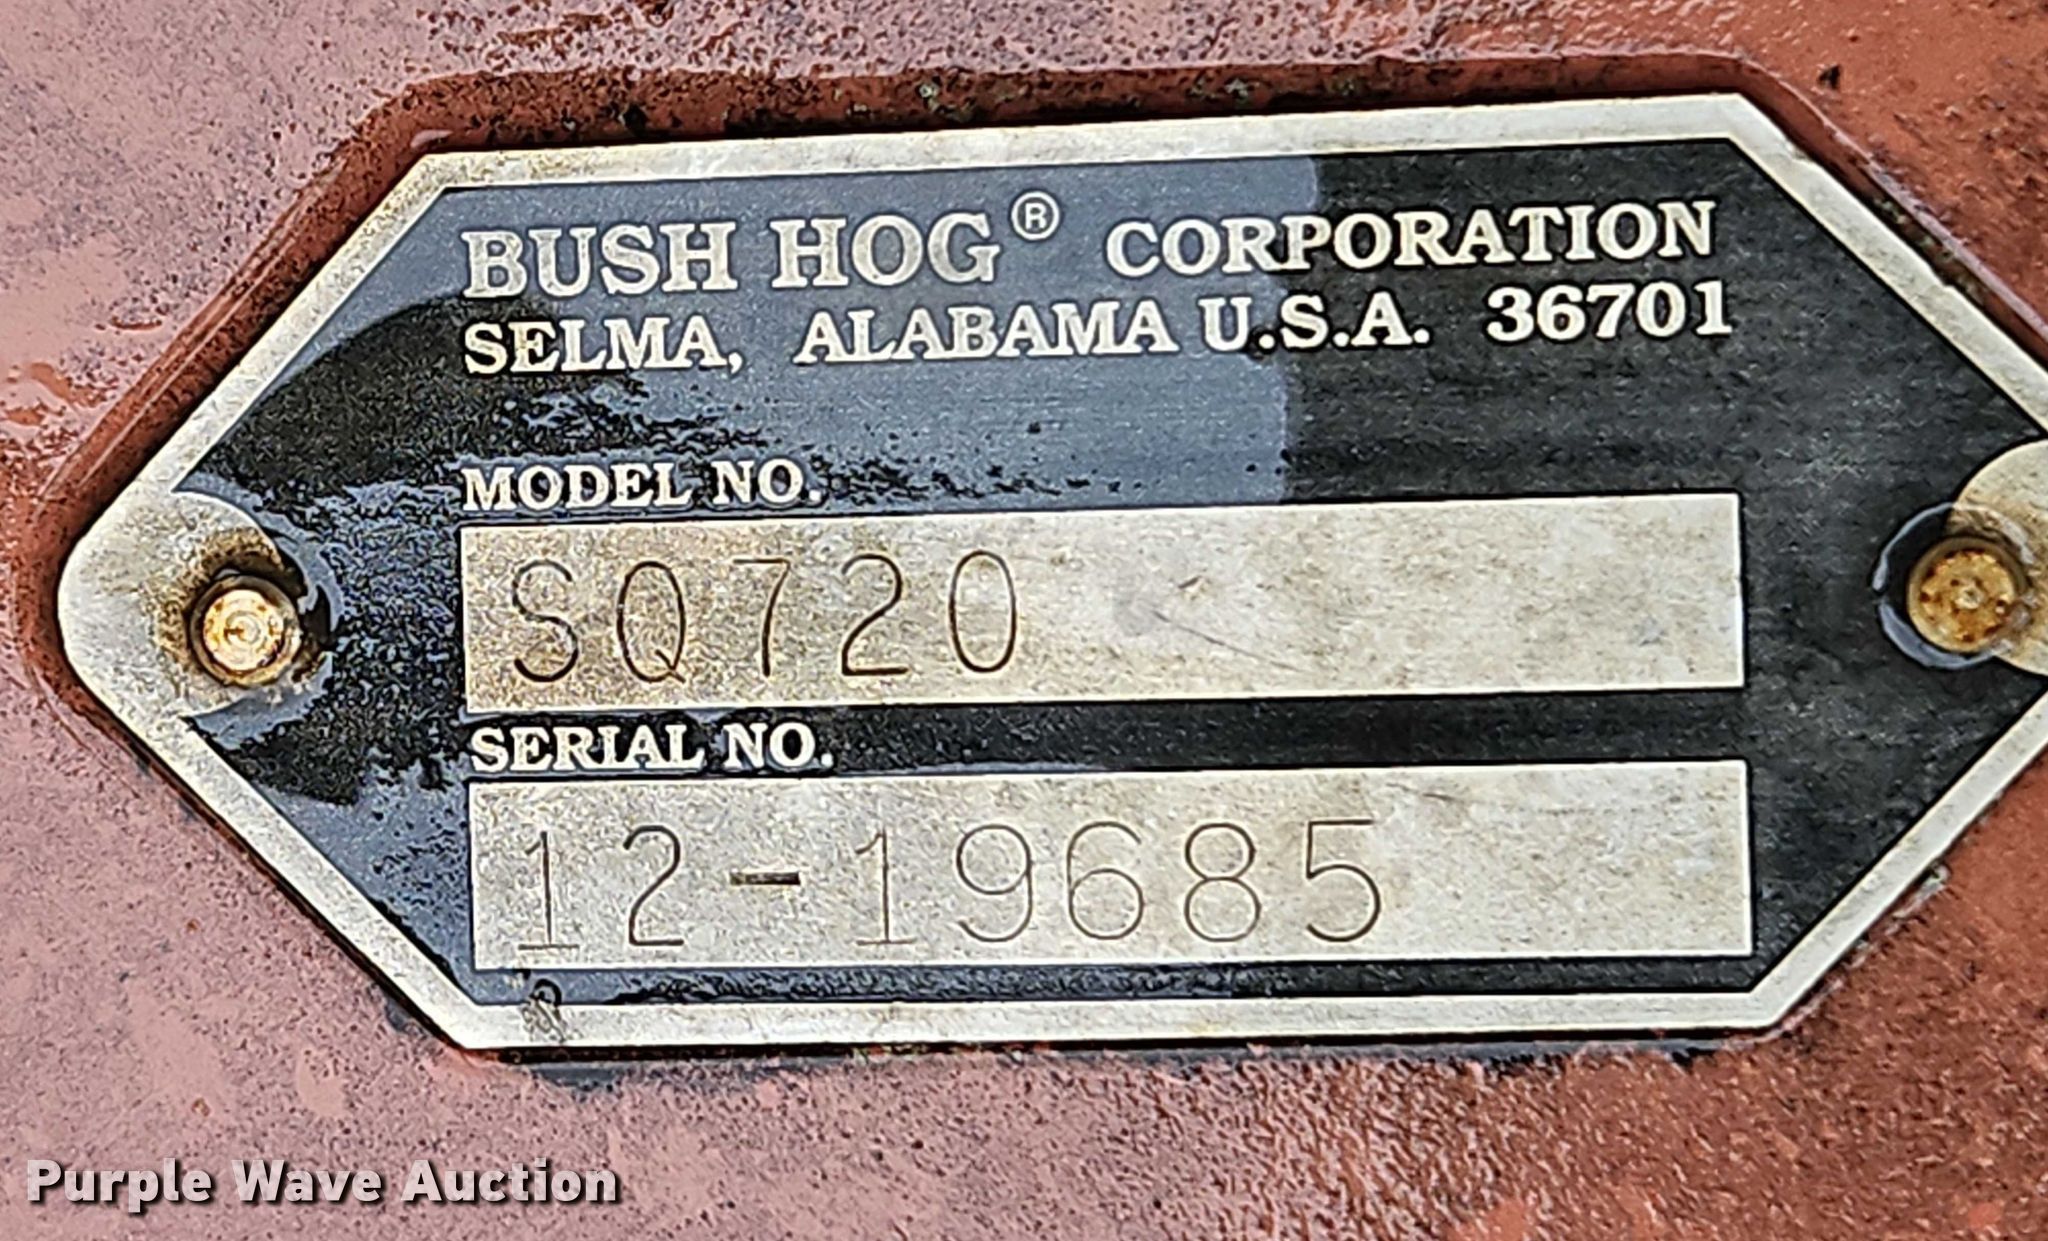 BUSH HOG® CORPORATION
SELMA, ALABAMA U.S.A. 36701
MODEL NO.
SQ720
SERIAL NO.
12-19685
Purple Wave Auction